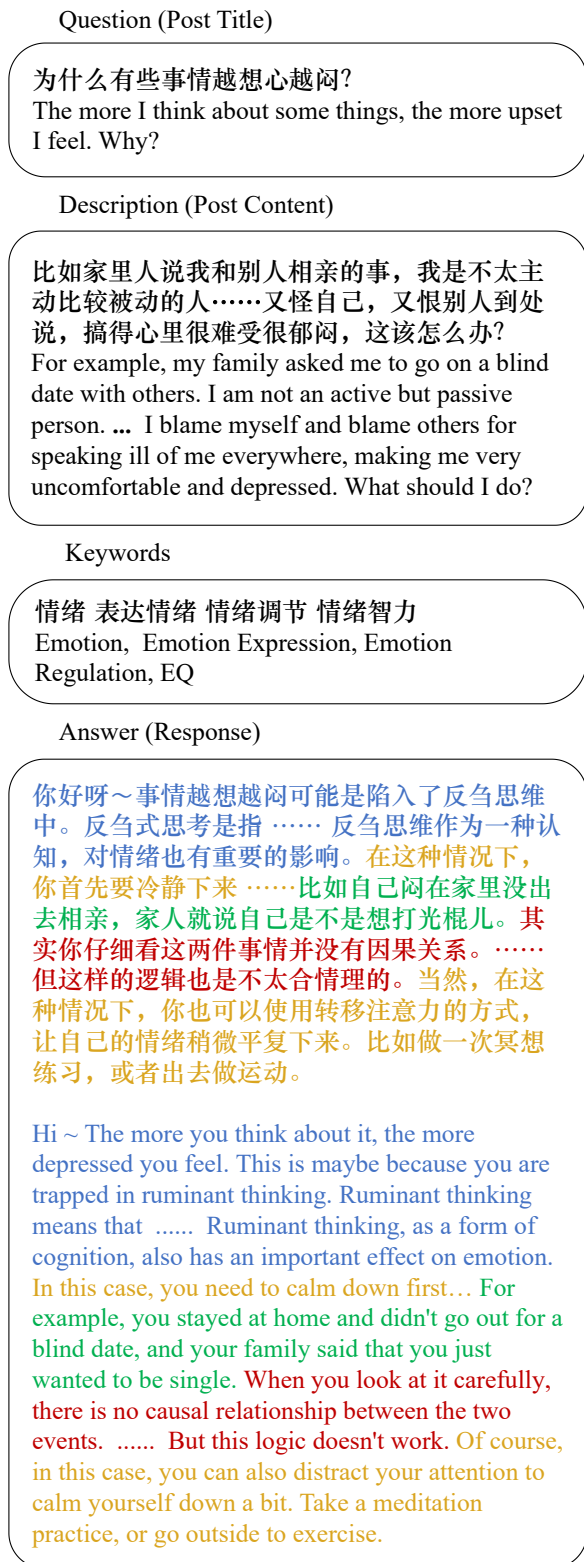 Question (Post Title)
为什么有些事情越想心越闷?
The more I think about some things, the more upset
I feel. Why?
Description (Post Content)
比如家里人说我和别人相亲的事，我是不太主
动比较被动的人……又怪自己，又恨别人到处
说，搞得心里很难受很郁闷，这该怎么办?
For example, my family asked me to go on a blind
date with others. I am not an active but passive
person. ... I blame myself and blame others for
speaking ill of me everywhere, making me very
uncomfortable and depressed. What should I do?
Keywords
情绪 表达情绪 情绪调节 情绪智力
Emotion, Emotion Expression, Emotion
Regulation, EQ
Answer (Response)
你好呀～事情越想越闷可能是陷入了反刍思维
中。反刍式思考是指 …… 反刍思维作为一种认
知，对情绪也有重要的影响。在这种情况下，
你首先要冷静下来 ……比如自己闷在家里没出
去相亲，家人就说自己是不是想打光棍儿。其
实你仔细看这两件事情并没有因果关系。……
但这样的逻辑也是不太合情理的。当然，在这
种情况下，你也可以使用转移注意力的方式，
让自己的情绪稍微平复下来。比如做一次冥想
练习，或者出去做运动。
Hi ~ The more you think about it, the more
depressed you feel. This is maybe because you are
trapped in ruminant thinking. Ruminant thinking
means that ...... Ruminant thinking, as a form of
cognition, also has an important effect on emotion.
In this case, you need to calm down first… For
example, you stayed at home and didn't go out for a
blind date, and your family said that you just
wanted to be single. When you look at it carefully,
there is no causal relationship between the two
events. ...... But this logic doesn't work. Of course,
in this case, you can also distract your attention to
calm yourself down a bit. Take a meditation
practice, or go outside to exercise.